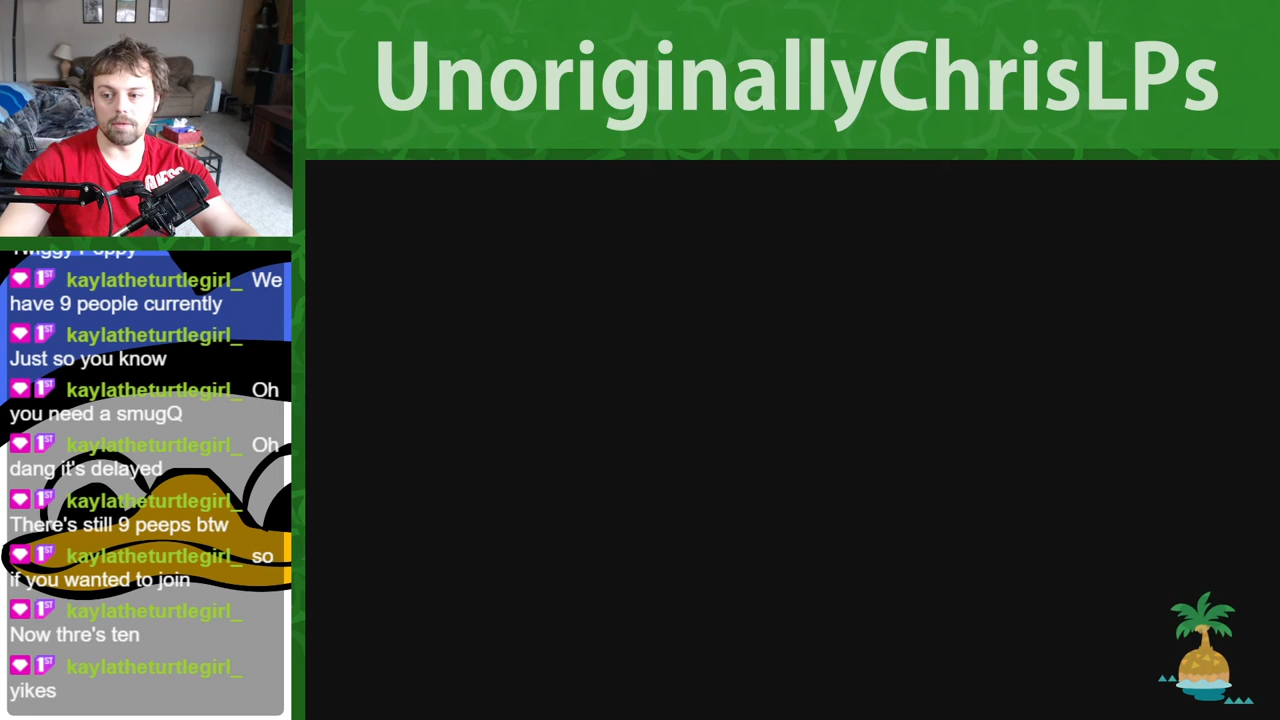 UnoriginallyChrisLPs
kaylatheturtlegirl_ We
have 9 people currently
kaylatheturtlegirl_
Just so you know
kaylatheturtlegirl_ Oh
you need a smugQ
kaylatheturtlegirl_ Oh
dang it's delayed
kaylatheturtlegirl_
There's still 9 peeps btw
kaylatheturtlegirl_ so
if you wanted to join
kaylatheturtlegirl_
Now thre's ten
kaylatheturtlegirl_
yikes